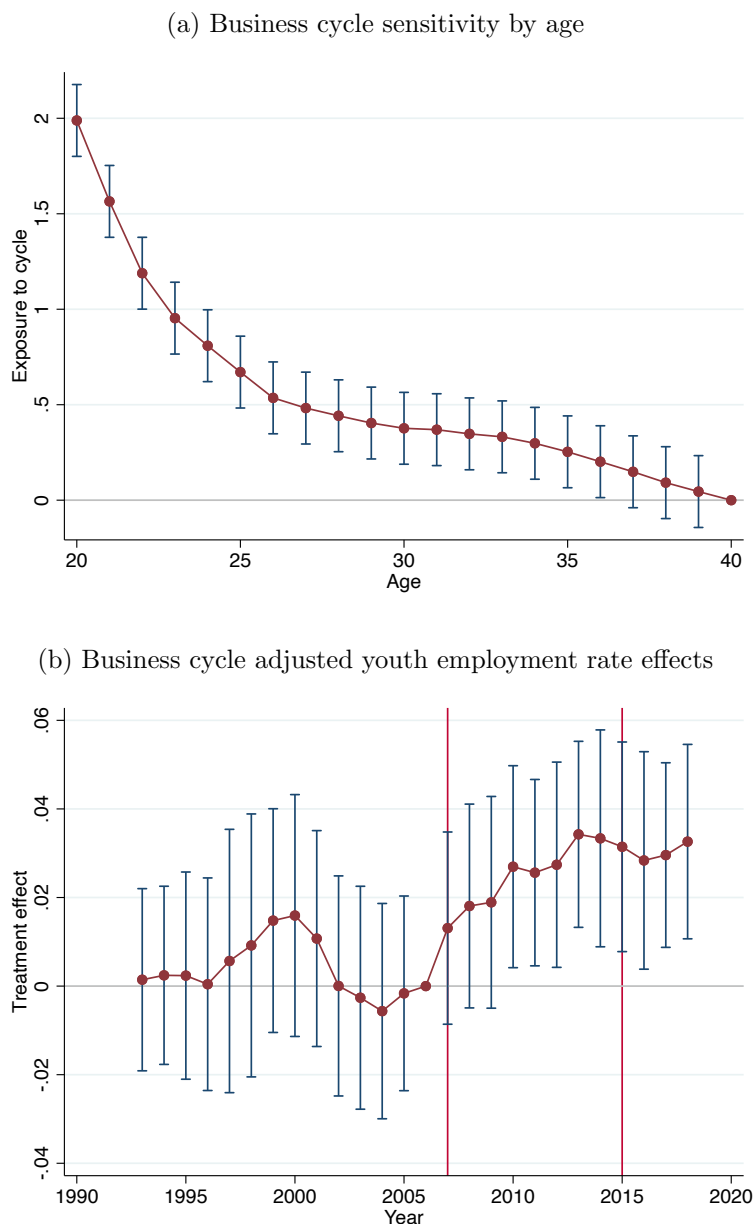 (a) Business cycle sensitivity by age
Exposure to cycle
2
1.5
1
.5
0
20 25 30 35 40
Age
(b) Business cycle adjusted youth employment rate effects
Treatment effect
.06
.04
.02
0
-.02
-.04
1990 1995 2000 2005 2010 2015 2020
Year